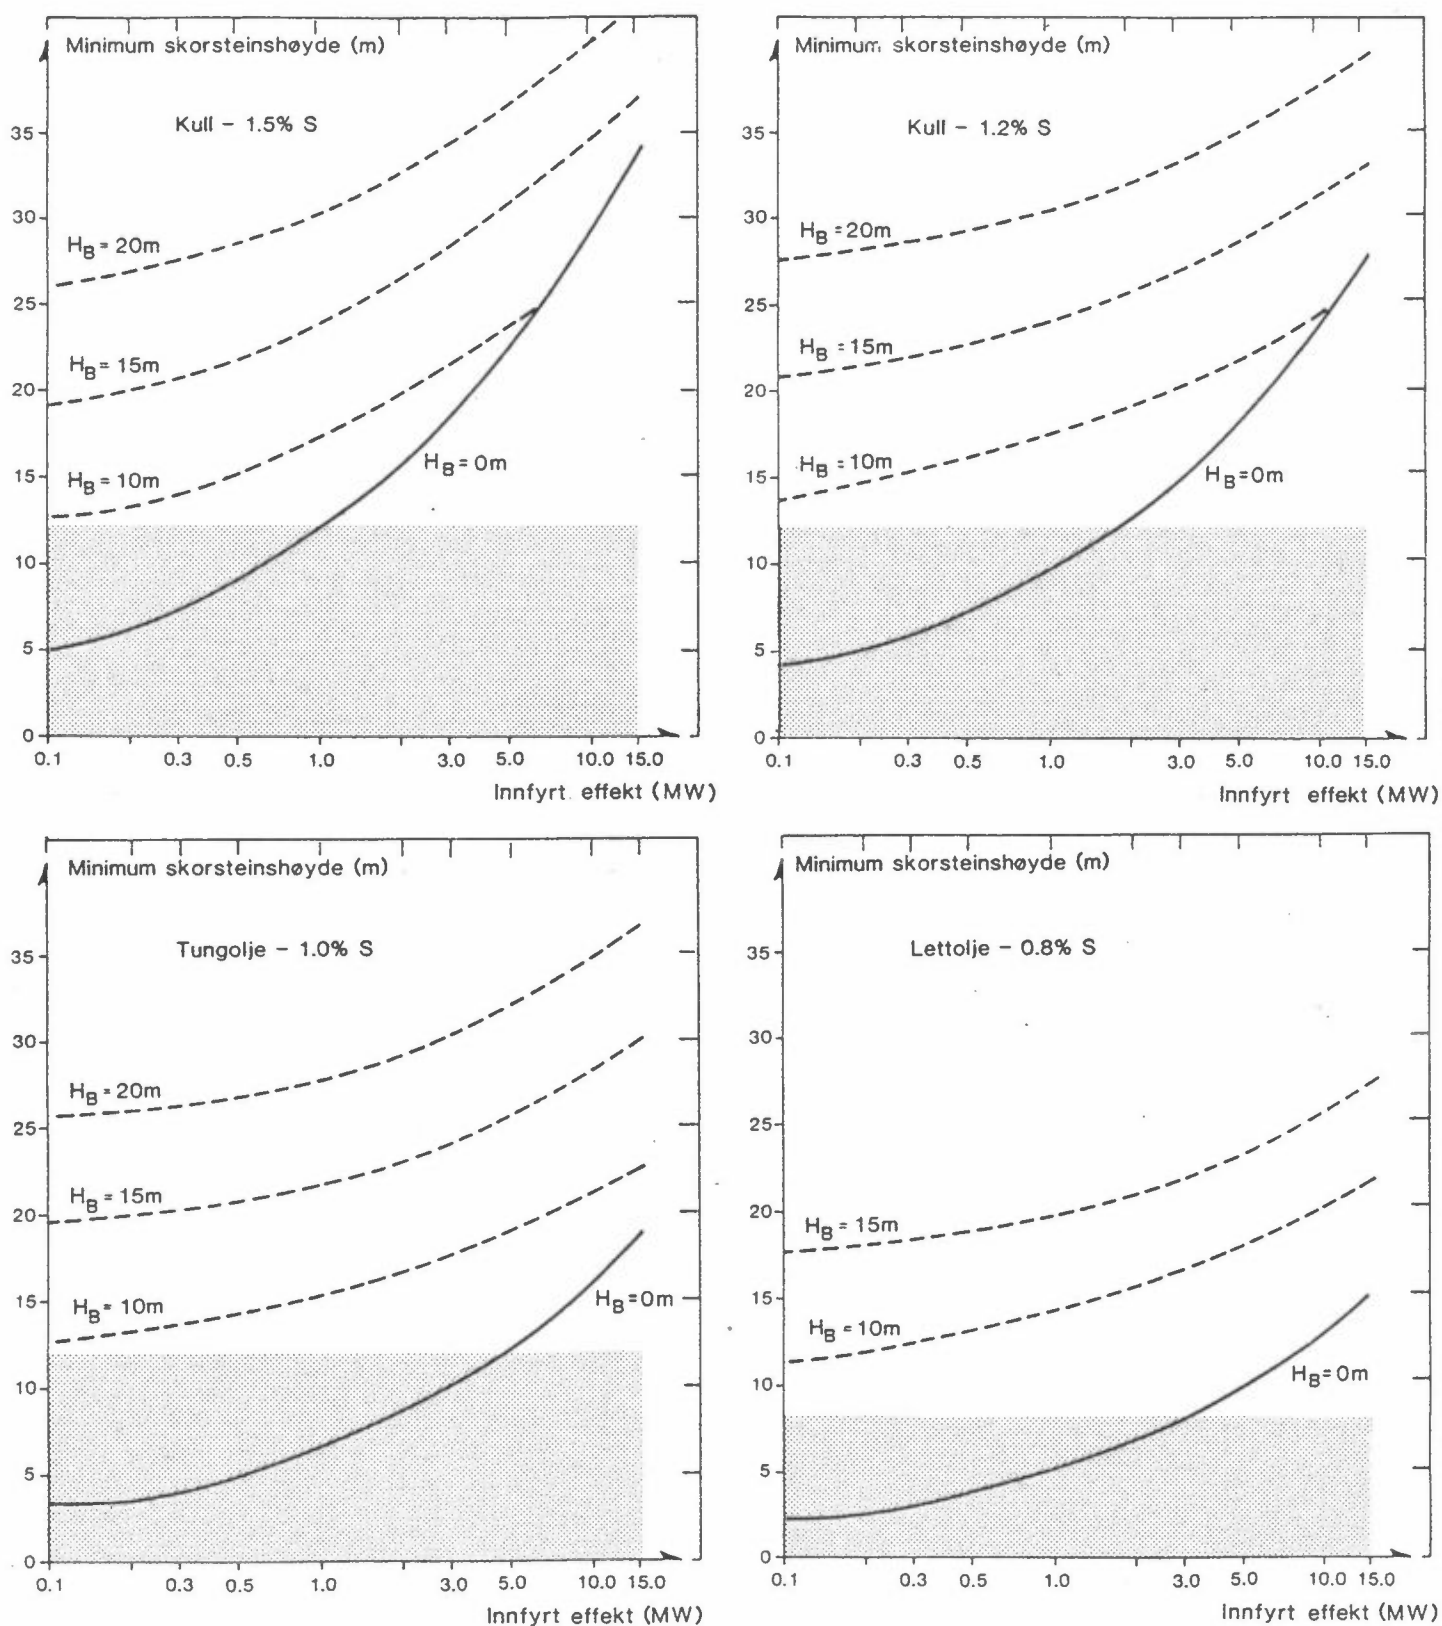 Minimum skorsteinshøyde (m)
Kull - 1.5% S
35
30
25
20
15
10
5
0
H_B = 20m
H_B = 15m
H_B = 10m
H_B = 0m
0.1 0.3 0.5 1.0 3.0 5.0 10.0 15.0
Innfyrt effekt (MW)
Minimum skorsteinshøyde (m)
Kull - 1.2% S
35
30
25
20
15
10
5
0
H_B = 20m
H_B = 15m
H_B = 10m
H_B = 0m
0.1 0.3 0.5 1.0 3.0 5.0 10.0 15.0
Innfyrt effekt (MW)
Minimum skorsteinshøyde (m)
Tungolje - 1.0% S
35
30
25
20
15
10
5
0
H_B = 20m
H_B = 15m
H_B = 10m
H_B = 0m
0.1 0.3 0.5 1.0 3.0 5.0 10.0 15.0
Innfyrt effekt (MW)
Minimum skorsteinshøyde (m)
Lettolje - 0.8% S
35
30
25
20
15
10
5
0
H_B = 15m
H_B = 10m
H_B = 0m
0.1 0.3 0.5 1.0 3.0 5.0 10.0 15.0
Innfyrt effekt (MW)